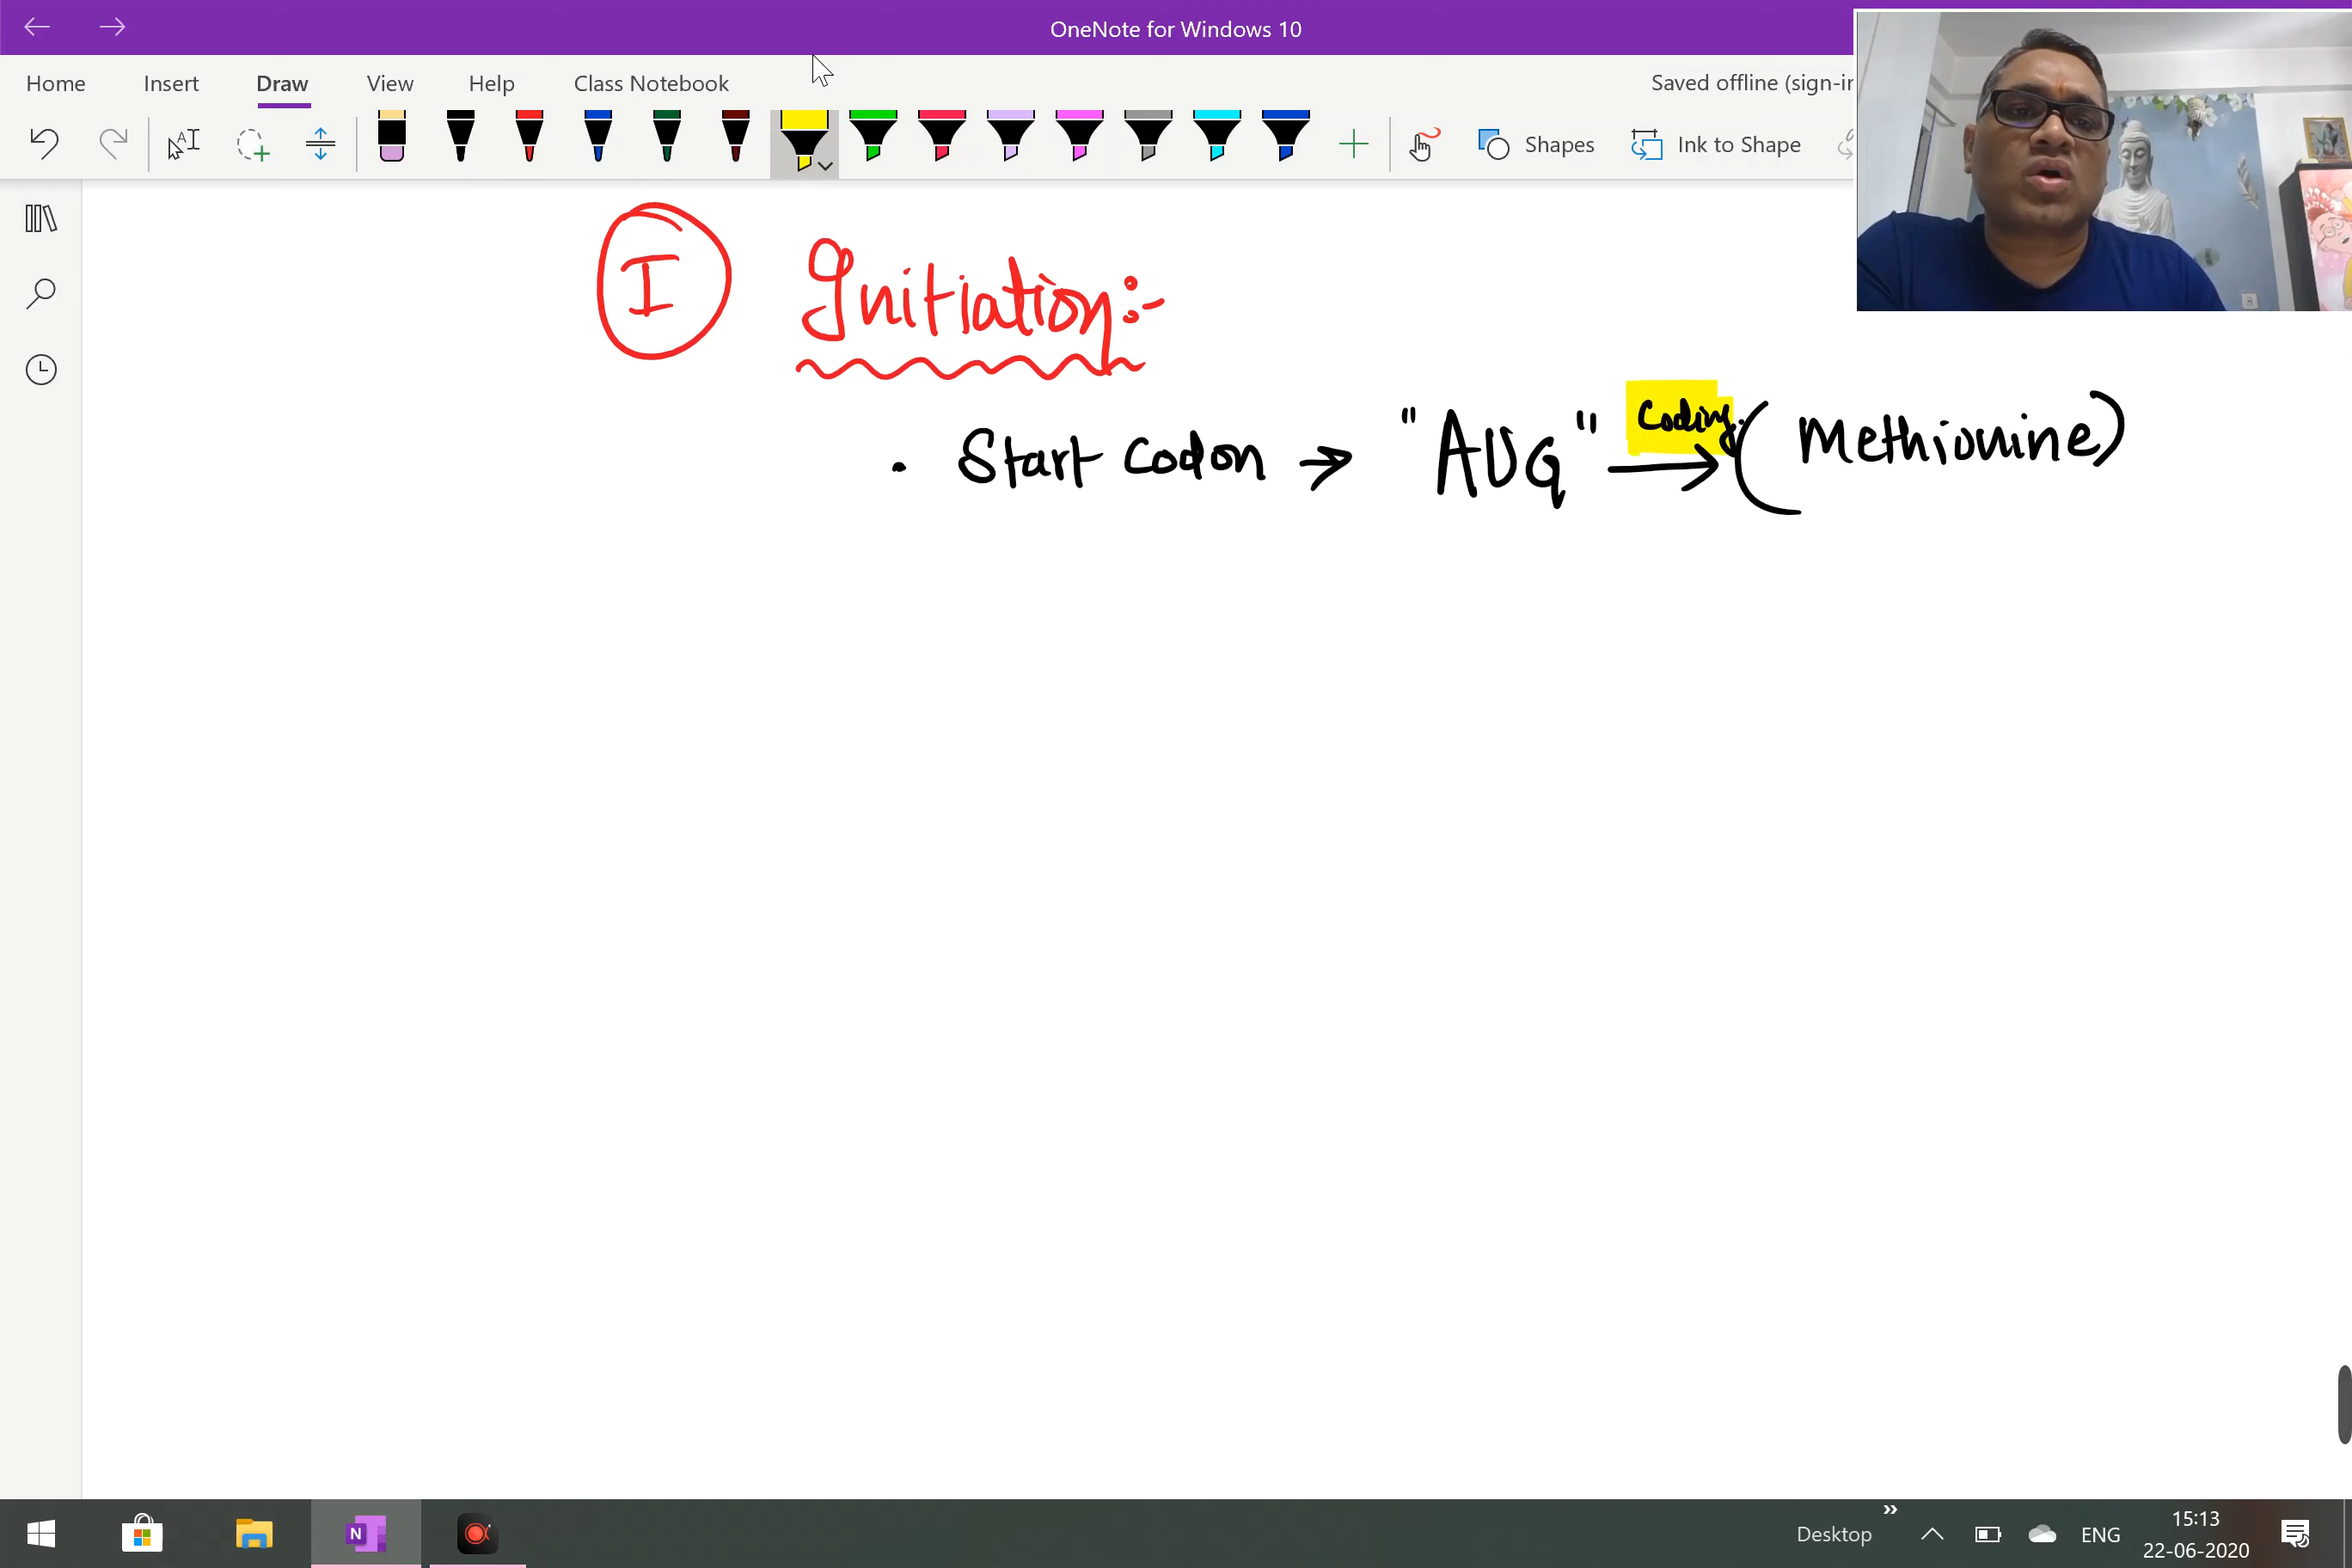 OneNote for Windows 10
Home Insert Draw View Help Class Notebook Saved offline (sign-in
Shapes Ink to Shape
I Initiation:-
. Start Codon → "AUG" Coding → (Methionine)
Desktop ENG 15:13
22-06-2020